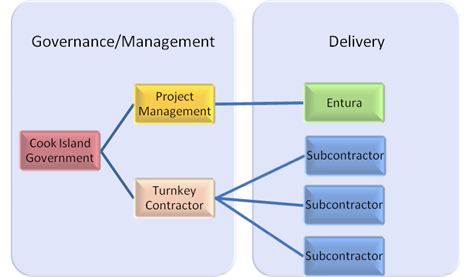 Governance/Management
Delivery
Project
Management
Entura
Cook Island
Government
Subcontractor
Turnkey
Contractor
Subcontractor
Subcontractor